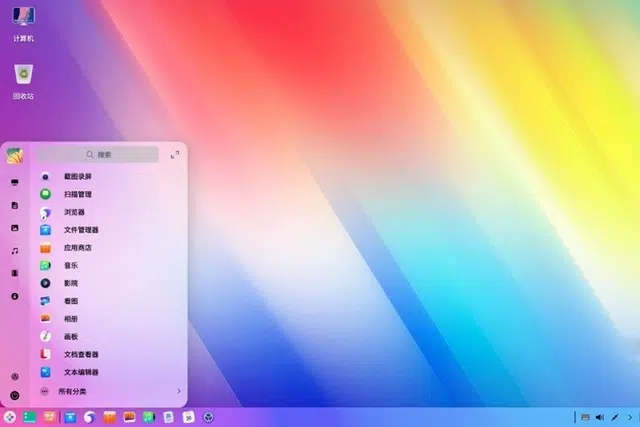 计算机
回收站
搜索
截图录屏
扫描管理
浏览器
文件管理器
应用商店
音乐
影院
看图
相册
画板
文档查看器
文本编辑器
所有分类